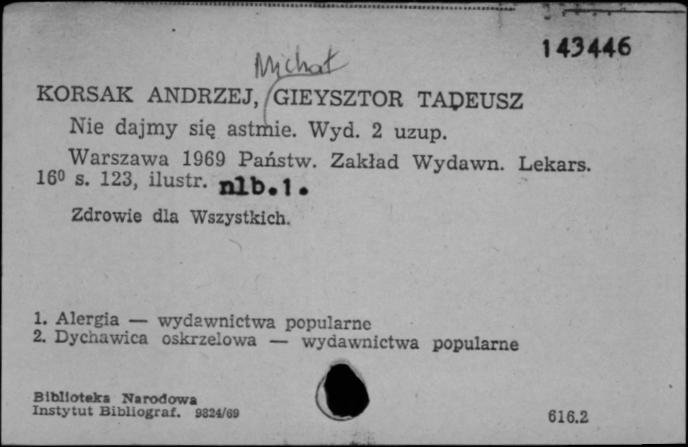 143446
Michał
KORSAK ANDRZEJ, GIEYSZTOR TADEUSZ
Nie dajmy się astmie. Wyd. 2 uzup.
Warszawa 1969 Państw. Zakład Wydawn. Lekars.
16⁰ s. 123, ilustr. nlb.1.
Zdrowie dla Wszystkich.
1. Alergia — wydawnictwa popularne
2. Dychawica oskrzelowa — wydawnictwa popularne
Biblioteka Narodowa
Instytut Bibliograf. 9824/69
616.2